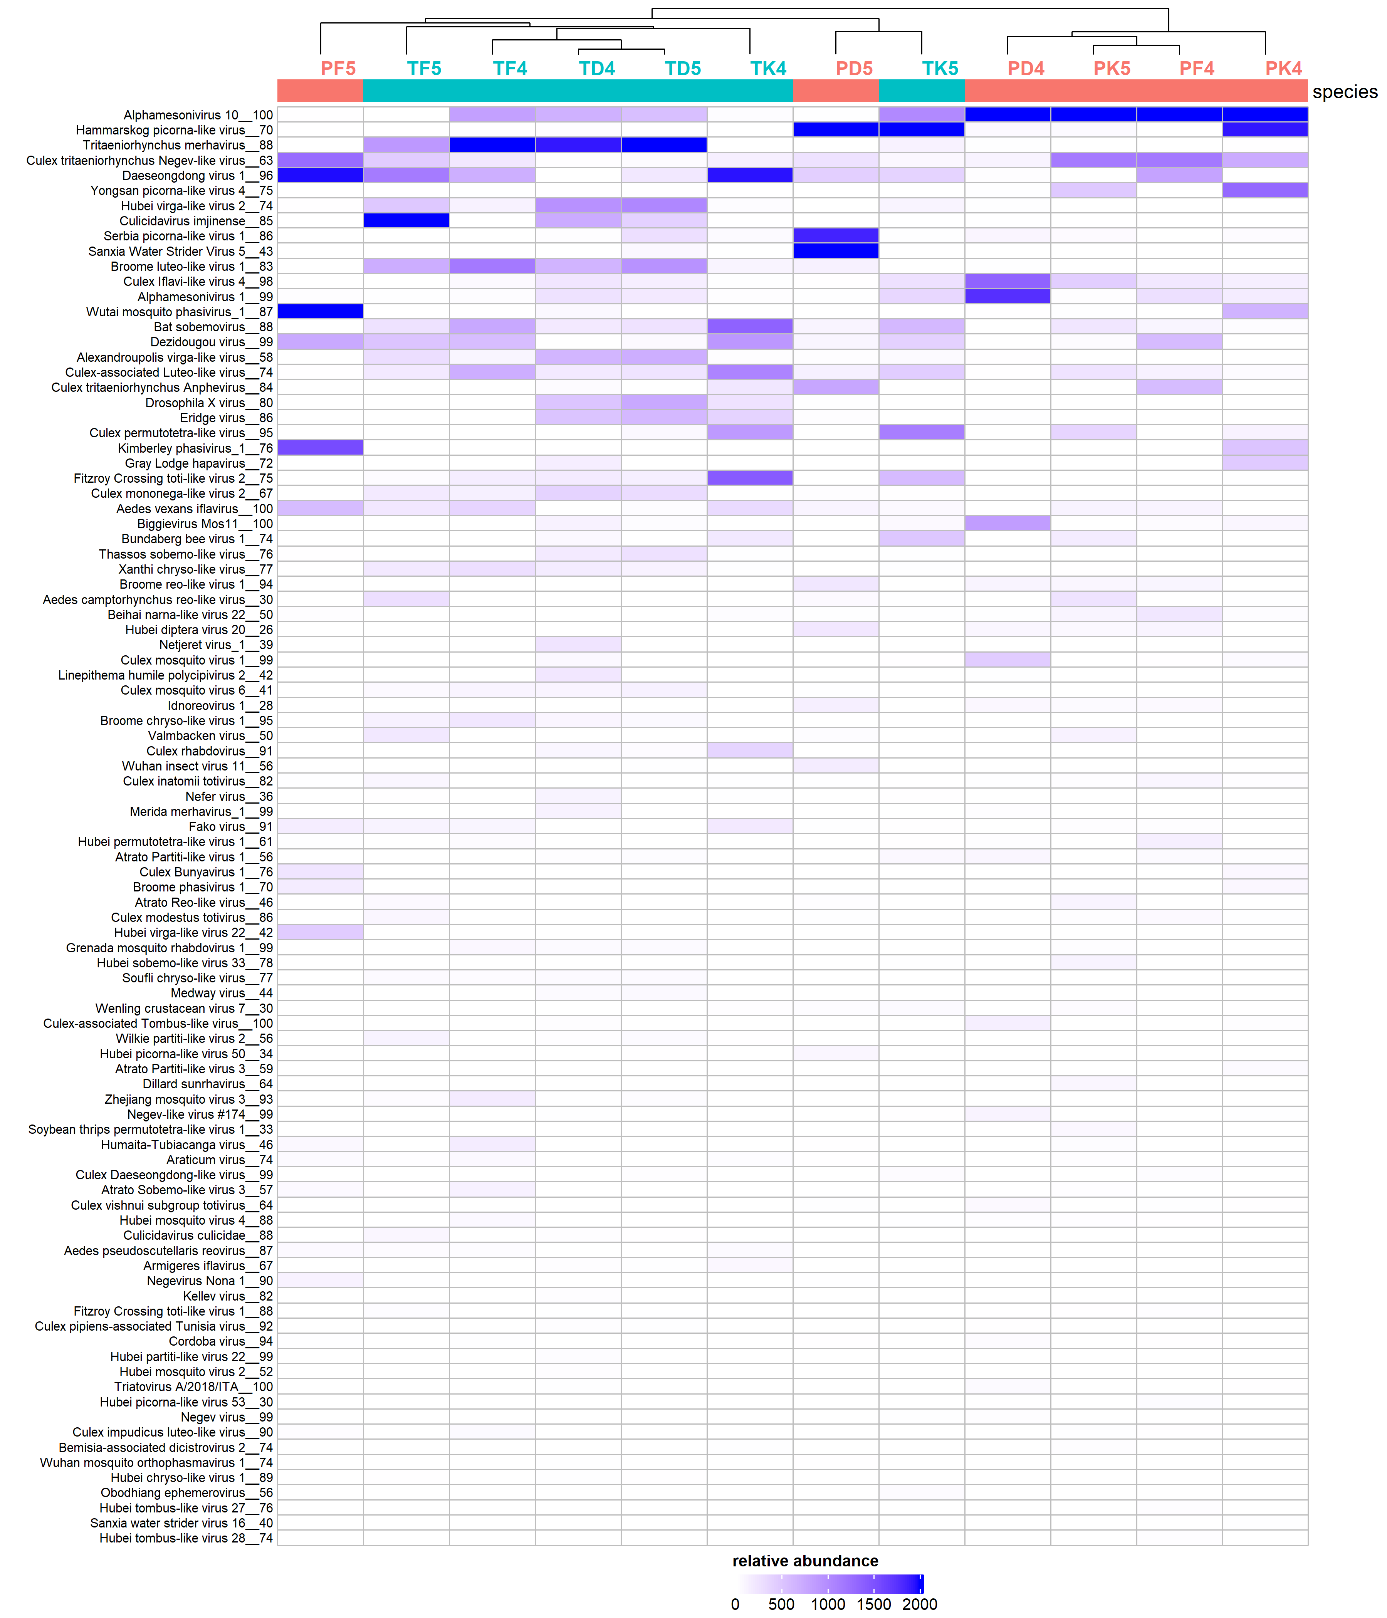 PF5 TF5 TF4 TD4 TD5 TK4 PD5 TK5 PD4 PK5 PF4 PK4
species
Alphamesonivirus 10__100
Hammarskog picorna-like virus__70
Tritaeniorhynchus merhavirus__88
Culex tritaeniorhynchus Negev-like virus__63
Daeseongdong virus 1__96
Yongsan picorna-like virus 4__75
Hubei virga-like virus 2__74
Culicidavirus imjinense__85
Serbia picorna-like virus 1__86
Sanxia Water Strider Virus 5__43
Broome luteo-like virus 1__83
Culex Iflavi-like virus 4__98
Alphamesonivirus 1__99
Wutai mosquito phasivirus_1__87
Bat sobemovirus__88
Dezidougou virus__99
Alexandroupolis virga-like virus__58
Culex-associated Luteo-like virus__74
Culex tritaeniorhynchus Anphevirus__84
Drosophila X virus__80
Eridge virus__86
Culex permutotetra-like virus__95
Kimberley phasivirus_1__76
Gray Lodge hapavirus__72
Fitzroy Crossing toti-like virus 2__75
Culex mononega-like virus 2__67
Aedes vexans iflavirus__100
Biggievirus Mos11__100
Bundaberg bee virus 1__74
Thassos sobemo-like virus__76
Xanthi chryso-like virus__77
Broome reo-like virus 1__94
Aedes camptorhynchus reo-like virus__30
Beihai narna-like virus 22__50
Hubei diptera virus 20__26
Netjeret virus_1__39
Culex mosquito virus 1__99
Linepithema humile polycipivirus 2__42
Culex mosquito virus 6__41
Idnoreovirus 1__28
Broome chryso-like virus 1__95
Valmbacken virus__50
Culex rhabdovirus__91
Wuhan insect virus 11__56
Culex inatomii totivirus__82
Nefer virus__36
Merida merhavirus_1__99
Fako virus__91
Hubei permutotetra-like virus 1__61
Atrato Partiti-like virus 1__56
Culex Bunyavirus 1__76
Broome phasivirus 1__70
Atrato Reo-like virus__46
Culex modestus totivirus__86
Hubei virga-like virus 22__42
Grenada mosquito rhabdovirus 1__99
Hubei sobemo-like virus 33__78
Soufli chryso-like virus__77
Medway virus__44
Wenling crustacean virus 7__30
Culex-associated Tombus-like virus__100
Wilkie partiti-like virus 2__56
Hubei picorna-like virus 50__34
Atrato Partiti-like virus 3__59
Dillard sunrhavirus__64
Zhejiang mosquito virus 3__93
Negev-like virus #174__99
Soybean thrips permutotetra-like virus 1__33
Humaita-Tubiacanga virus__46
Araticum virus__74
Culex Daeseongdong-like virus__99
Atrato Sobemo-like virus 3__57
Culex vishnui subgroup totivirus__64
Hubei mosquito virus 4__88
Culicidavirus culicidae__88
Aedes pseudoscutellaris reovirus__87
Armigeres iflavirus__67
Negevirus Nona 1__90
Kellev virus__82
Fitzroy Crossing toti-like virus 1__88
Culex pipiens-associated Tunisia virus__92
Cordoba virus__94
Hubei partiti-like virus 22__99
Hubei mosquito virus 2__52
Triatovirus A/2018/ITA__100
Hubei picorna-like virus 53__30
Negev virus__99
Culex impudicus luteo-like virus__90
Bemisia-associated dicistrovirus 2__74
Wuhan mosquito orthophasmavirus 1__74
Hubei chryso-like virus 1__89
Obodhiang ephemerovirus__56
Hubei tombus-like virus 27__76
Sanxia water strider virus 16__40
Hubei tombus-like virus 28__74
relative abundance
0 500 1000 1500 2000